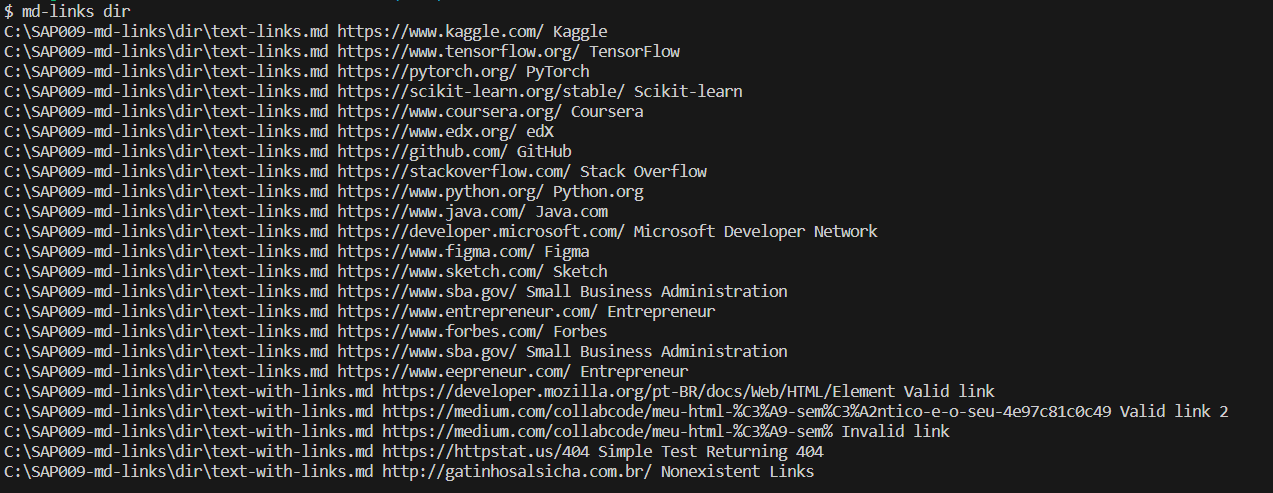 $ md-links dir
C:\SAP009-md-links\dir\text-links.md https://www.kaggle.com/ Kaggle
C:\SAP009-md-links\dir\text-links.md https://www.tensorflow.org/ TensorFlow
C:\SAP009-md-links\dir\text-links.md https://pytorch.org/ PyTorch
C:\SAP009-md-links\dir\text-links.md https://scikit-learn.org/stable/ Scikit-learn
C:\SAP009-md-links\dir\text-links.md https://www.coursera.org/ Coursera
C:\SAP009-md-links\dir\text-links.md https://www.edx.org/ edX
C:\SAP009-md-links\dir\text-links.md https://github.com/ GitHub
C:\SAP009-md-links\dir\text-links.md https://stackoverflow.com/ Stack Overflow
C:\SAP009-md-links\dir\text-links.md https://www.python.org/ Python.org
C:\SAP009-md-links\dir\text-links.md https://www.java.com/ Java.com
C:\SAP009-md-links\dir\text-links.md https://developer.microsoft.com/ Microsoft Developer Network
C:\SAP009-md-links\dir\text-links.md https://www.figma.com/ Figma
C:\SAP009-md-links\dir\text-links.md https://www.sketch.com/ Sketch
C:\SAP009-md-links\dir\text-links.md https://www.sba.gov/ Small Business Administration
C:\SAP009-md-links\dir\text-links.md https://www.entrepreneur.com/ Entrepreneur
C:\SAP009-md-links\dir\text-links.md https://www.forbes.com/ Forbes
C:\SAP009-md-links\dir\text-links.md https://www.sba.gov/ Small Business Administration
C:\SAP009-md-links\dir\text-links.md https://www.eepreneur.com/ Entrepreneur
C:\SAP009-md-links\dir\text-with-links.md https://developer.mozilla.org/pt-BR/docs/Web/HTML/Element Valid link
C:\SAP009-md-links\dir\text-with-links.md https://medium.com/collabcode/meu-html-%C3%A9-sem%C3%A2ntico-e-o-seu-4e97c81c0c49 Valid link 2
C:\SAP009-md-links\dir\text-with-links.md https://medium.com/collabcode/meu-html-%C3%A9-sem% Invalid link
C:\SAP009-md-links\dir\text-with-links.md https://httpstat.us/404 Simple Test Returning 404
C:\SAP009-md-links\dir\text-with-links.md http://gatinhosalsicha.com.br/ Nonexistent Links